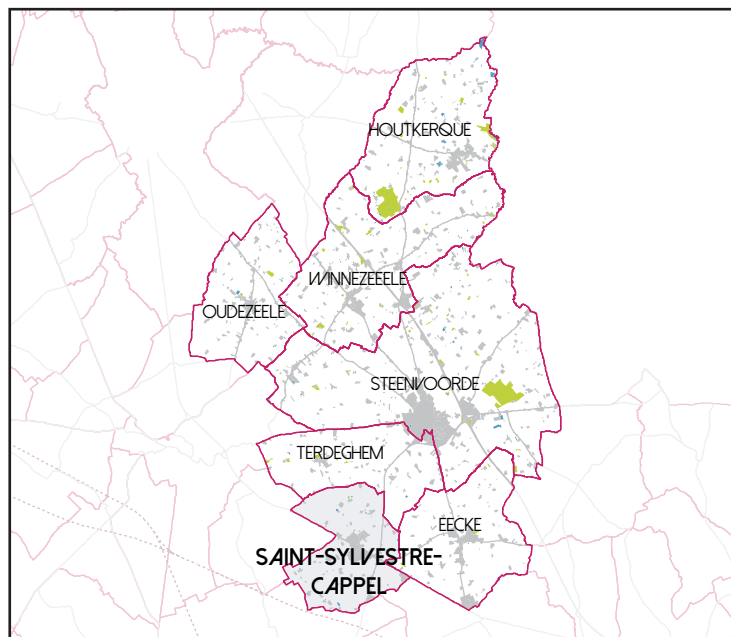 HOUTKERQUE
WINNEZEELE
OUDEZEELE
STEENVOORDE
TERDEGHEM
EECKE
SAINT-SYLVESTRE-
CAPPEL